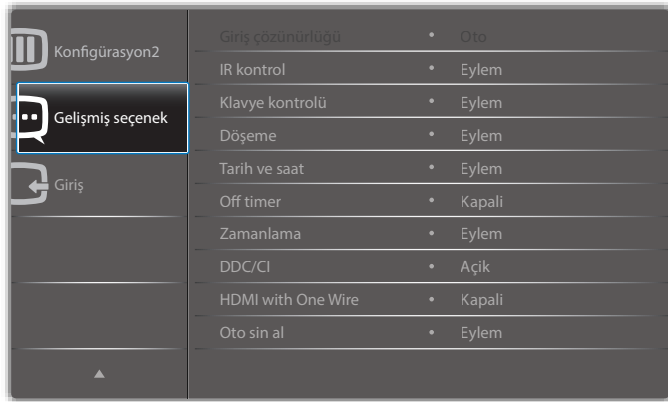 Konfigürasyon2
Gelişmiş seçenek
Giriş
Giriş çözünürlüğü • Oto
IR kontrol • Eylem
Klavye kontrolü • Eylem
Döşeme • Eylem
Tarih ve saat • Eylem
Off timer • Kapali
Zamanlama • Eylem
DDC/CI • Açik
HDMI with One Wire • Kapali
Oto sin al • Eylem